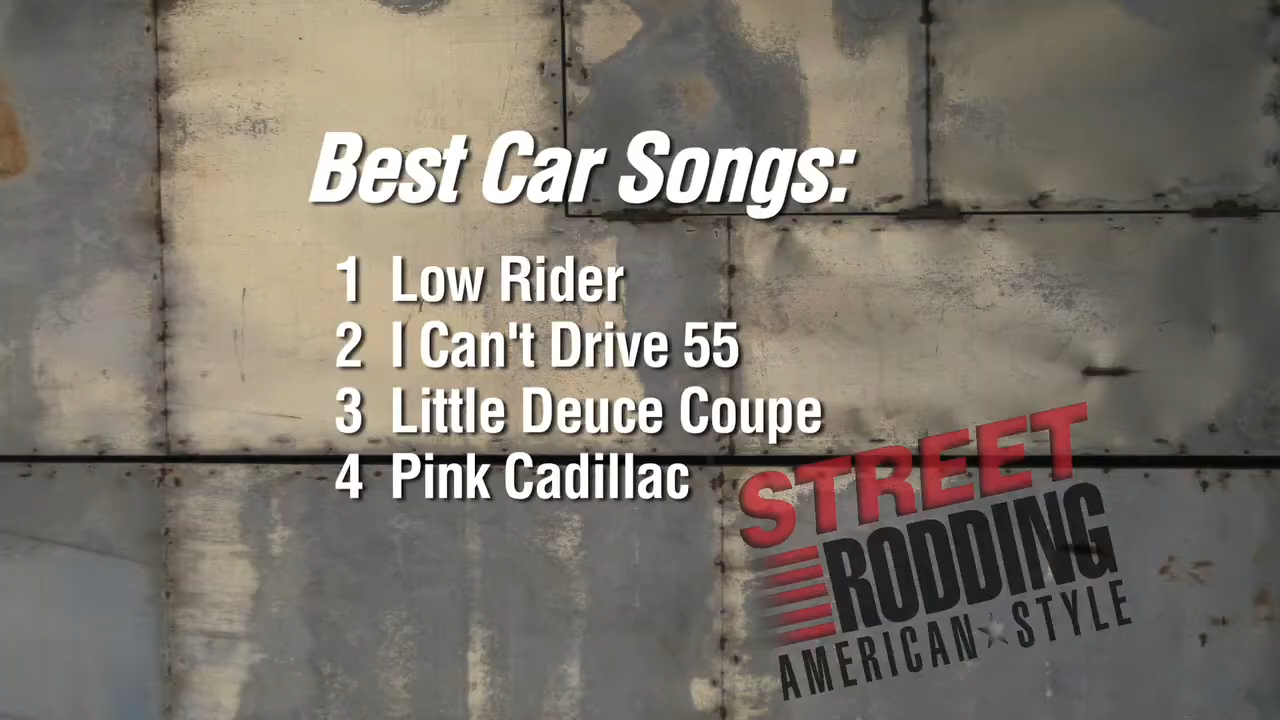 Best Car Songs:
1 Low Rider
2 I Can't Drive 55
3 Little Deuce Coupe
4 Pink Cadillac
STREET
RODDING
AMERICAN STYLE